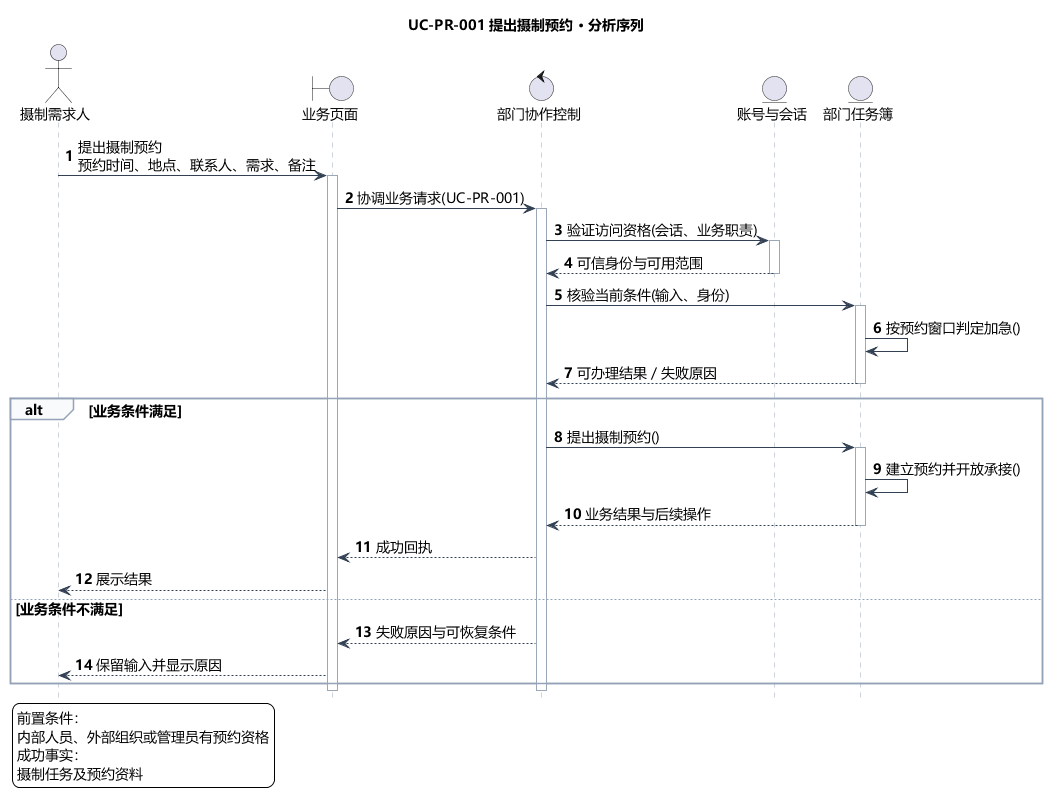 UC-PR-001 提出摄制预约 • 分析序列
摄制需求人
业务页面
部门协作控制
账号与会话
部门任务簿
1 提出摄制预约
预约时间、地点、联系人、需求、备注
2 协调业务请求(UC-PR-001)
3 验证访问资格(会话、业务职责)
4 可信身份与可用范围
5 核验当前条件(输入、身份)
6 按预约窗口判定加急()
7 可办理结果 / 失败原因
alt [业务条件满足]
8 提出摄制预约()
9 建立预约并开放承接()
10 业务结果与后续操作
11 成功回执
12 展示结果
[业务条件不满足]
13 失败原因与可恢复条件
14 保留输入并显示原因
前置条件：
内部人员、外部组织或管理员有预约资格
成功事实：
摄制任务及预约资料